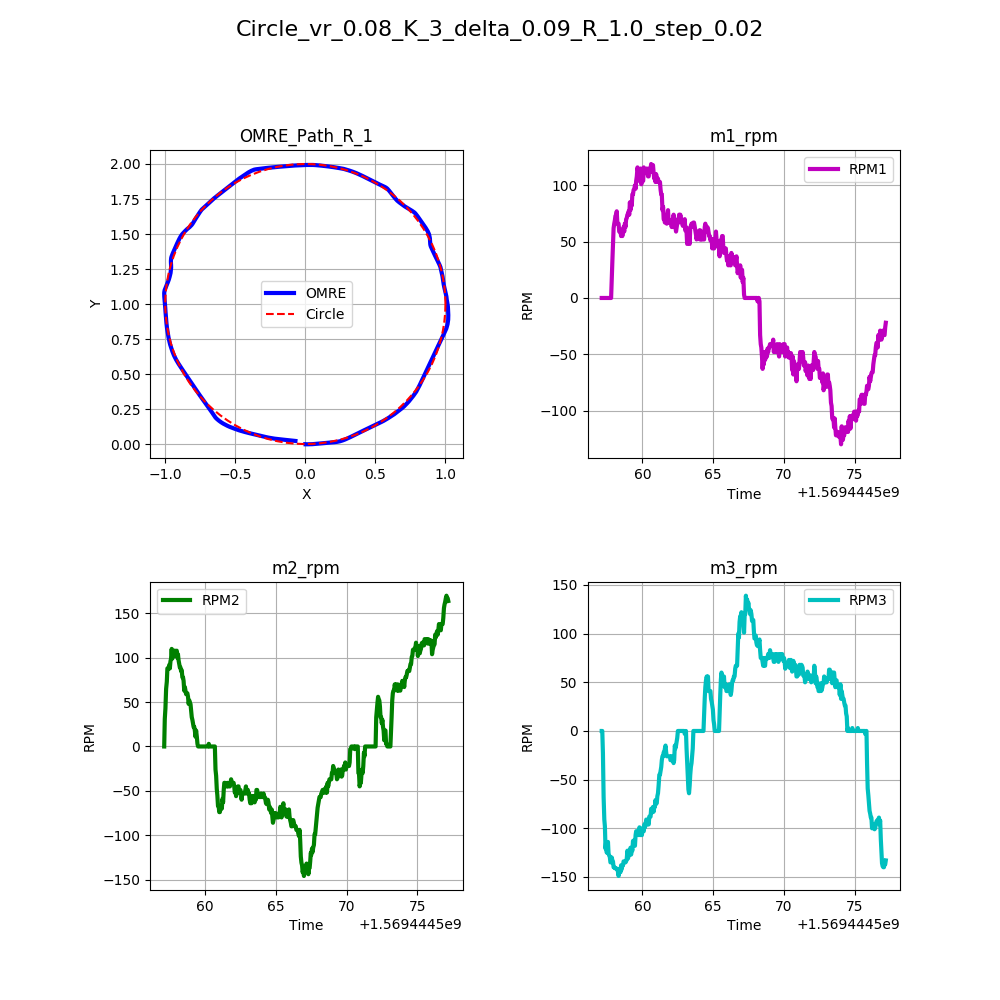 Circle_vr_0.08_K_3_delta_0.09_R_1.0_step_0.02
OMRE_Path_R_1
2.00
1.75
1.50
1.25
1.00
0.75
0.50
0.25
0.00
Y
OMRE
Circle
−1.0 −0.5 0.0 0.5 1.0
X
m1_rpm
RPM1
100
50
0
−50
−100
RPM
60 65 70 75
Time +1.5694445e9
m2_rpm
RPM2
150
100
50
0
−50
−100
−150
RPM
60 65 70 75
Time +1.5694445e9
m3_rpm
RPM3
150
100
50
0
−50
−100
−150
RPM
60 65 70 75
Time +1.5694445e9